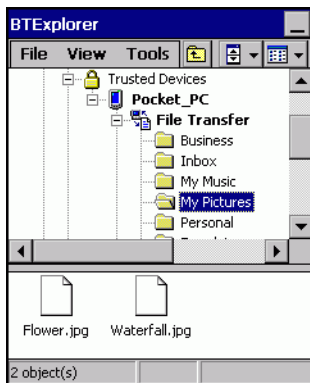 BTExplorer
File View Tools
Trusted Devices
Pocket_PC
File Transfer
Business
Inbox
My Music
My Pictures
Personal
Flower.jpg Waterfall.jpg
2 object(s)